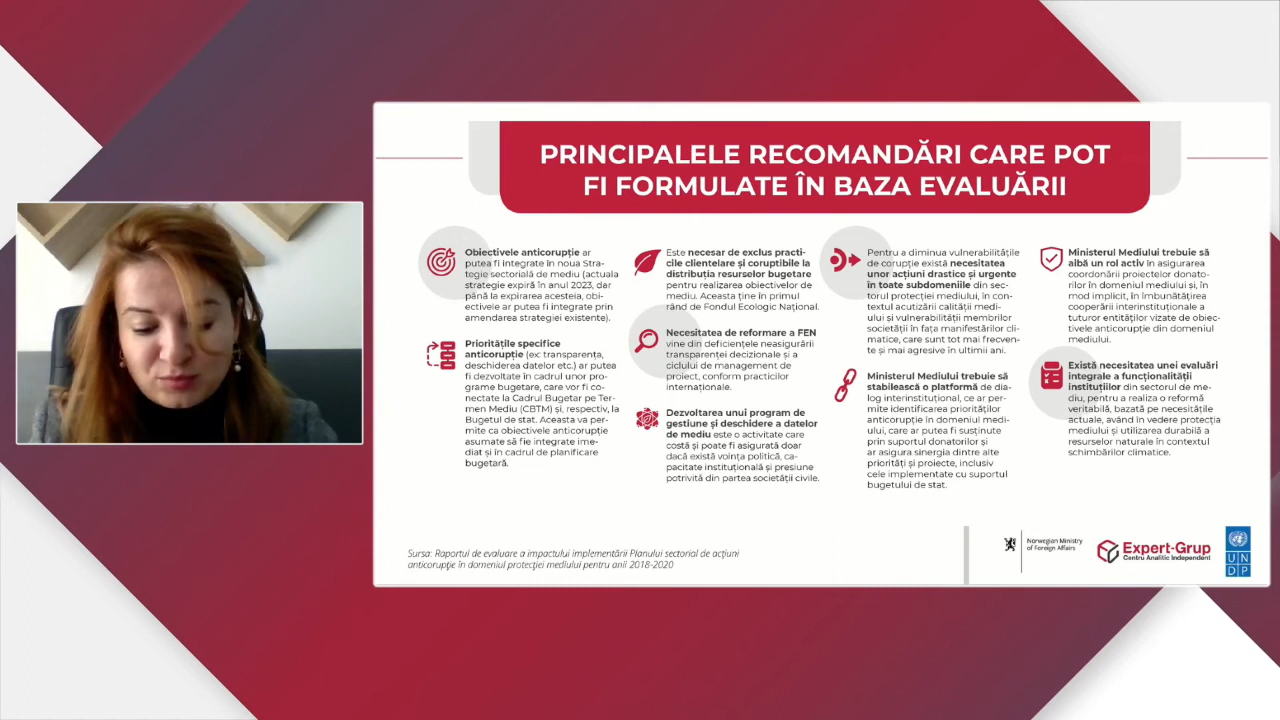 PRINCIPALELE RECOMANDĂRI CARE POT
FI FORMULATE ÎN BAZA EVALUĂRII
Obiectivele anticorupție ar
putea fi integrate în noua Stra-
tegie sectorială de mediu (actuala
strategie expiră în anul 2023, dar
până la expirarea acesteia, obi-
ectivele ar putea fi integrate prin
amendarea strategiei existente).
Prioritățile specifice
anticorupție (ex: transparența,
deschiderea datelor etc.) ar putea
fi dezvoltate în cadrul unor pro-
grame bugetare, care vor fi co-
nectate la Cadrul Bugetar pe Ter-
men Mediu (CBTM) și, respectiv, la
Bugetul de stat. Aceasta va per-
mite ca obiectivele anticorupție
asumate să fie integrate ime-
diat și în cadrul de planificare
bugetară.
Este necesar de exclus practi-
cile clientelare și coruptibile la
distribuția resurselor bugetare
pentru realizarea obiectivelor de
mediu. Aceasta ține în primul
rând de Fondul Ecologic Național.
Necesitatea de reformare a FEN
vine din deficiențele neasigurării
transparenței decizionale și a
ciclului de management de
proiect, conform practicilor
internaționale.
Dezvoltarea unui program de
gestiune și deschidere a datelor
de mediu este o activitate care
costă și poate fi asigurată doar
dacă există voința politică, ca-
pacitate instituțională și presiune
potrivită din partea societății civile.
Pentru a diminua vulnerabilitățile
de corupție există necesitatea
unor acțiuni drastice și urgente
în toate subdomeniile din sec-
torul protecției mediului, în con-
textul acutizării calității medi-
ului și vulnerabilității membrilor
societății în fața manifestărilor cli-
matice, care sunt tot mai frecven-
te și mai agresive în ultimii ani.
Ministerul Mediului trebuie să
stabilească o platformă de dia-
log interinstituțional, ce ar per-
mite identificarea priorităților
anticorupție în domeniul medi-
ului, care ar putea fi susținute
prin suportul donatorilor și
ar asigura sinergia dintre alte
priorități și proiecte, inclusiv
cele implementate cu suportul
bugetului de stat.
Ministerul Mediului trebuie să
aibă un rol activ în asigurarea
coordonării proiectelor donato-
rilor în domeniul mediului și, în
mod implicit, în îmbunătățirea
cooperării interinstituționale a
tuturor entităților vizate de obiec-
tivele anticorupție din domeniul
mediului.
Există necesitatea unei evaluări
integrale a funcționalității
instituțiilor din sectorul de me-
diu, pentru a realiza o reformă
veritabilă, bazată pe necesitățile
actuale, având în vedere protecția
mediului și utilizarea durabilă a
resurselor naturale în contextul
schimbărilor climatice.
Sursa: Raportul de evaluare a impactului implementării Planului sectorial de acțiuni
anticorupție în domeniul protecției mediului pentru anii 2018-2020
Norwegian Ministry
of Foreign Affairs
Expert-Grup
Centru Analitic Independent
U N
D P